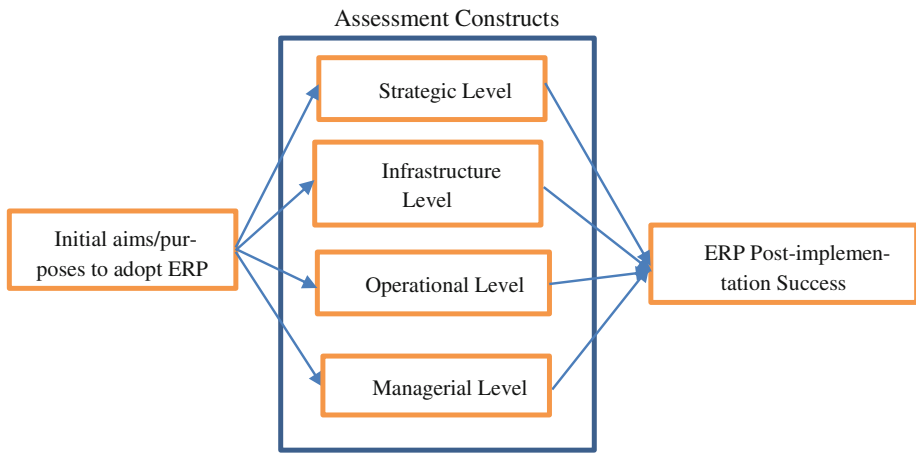 Assessment Constructs
Strategic Level
Infrastructure
Level
Initial aims/pur-
poses to adopt ERP
Operational Level
ERP Post-implemen-
tation Success
Managerial Level